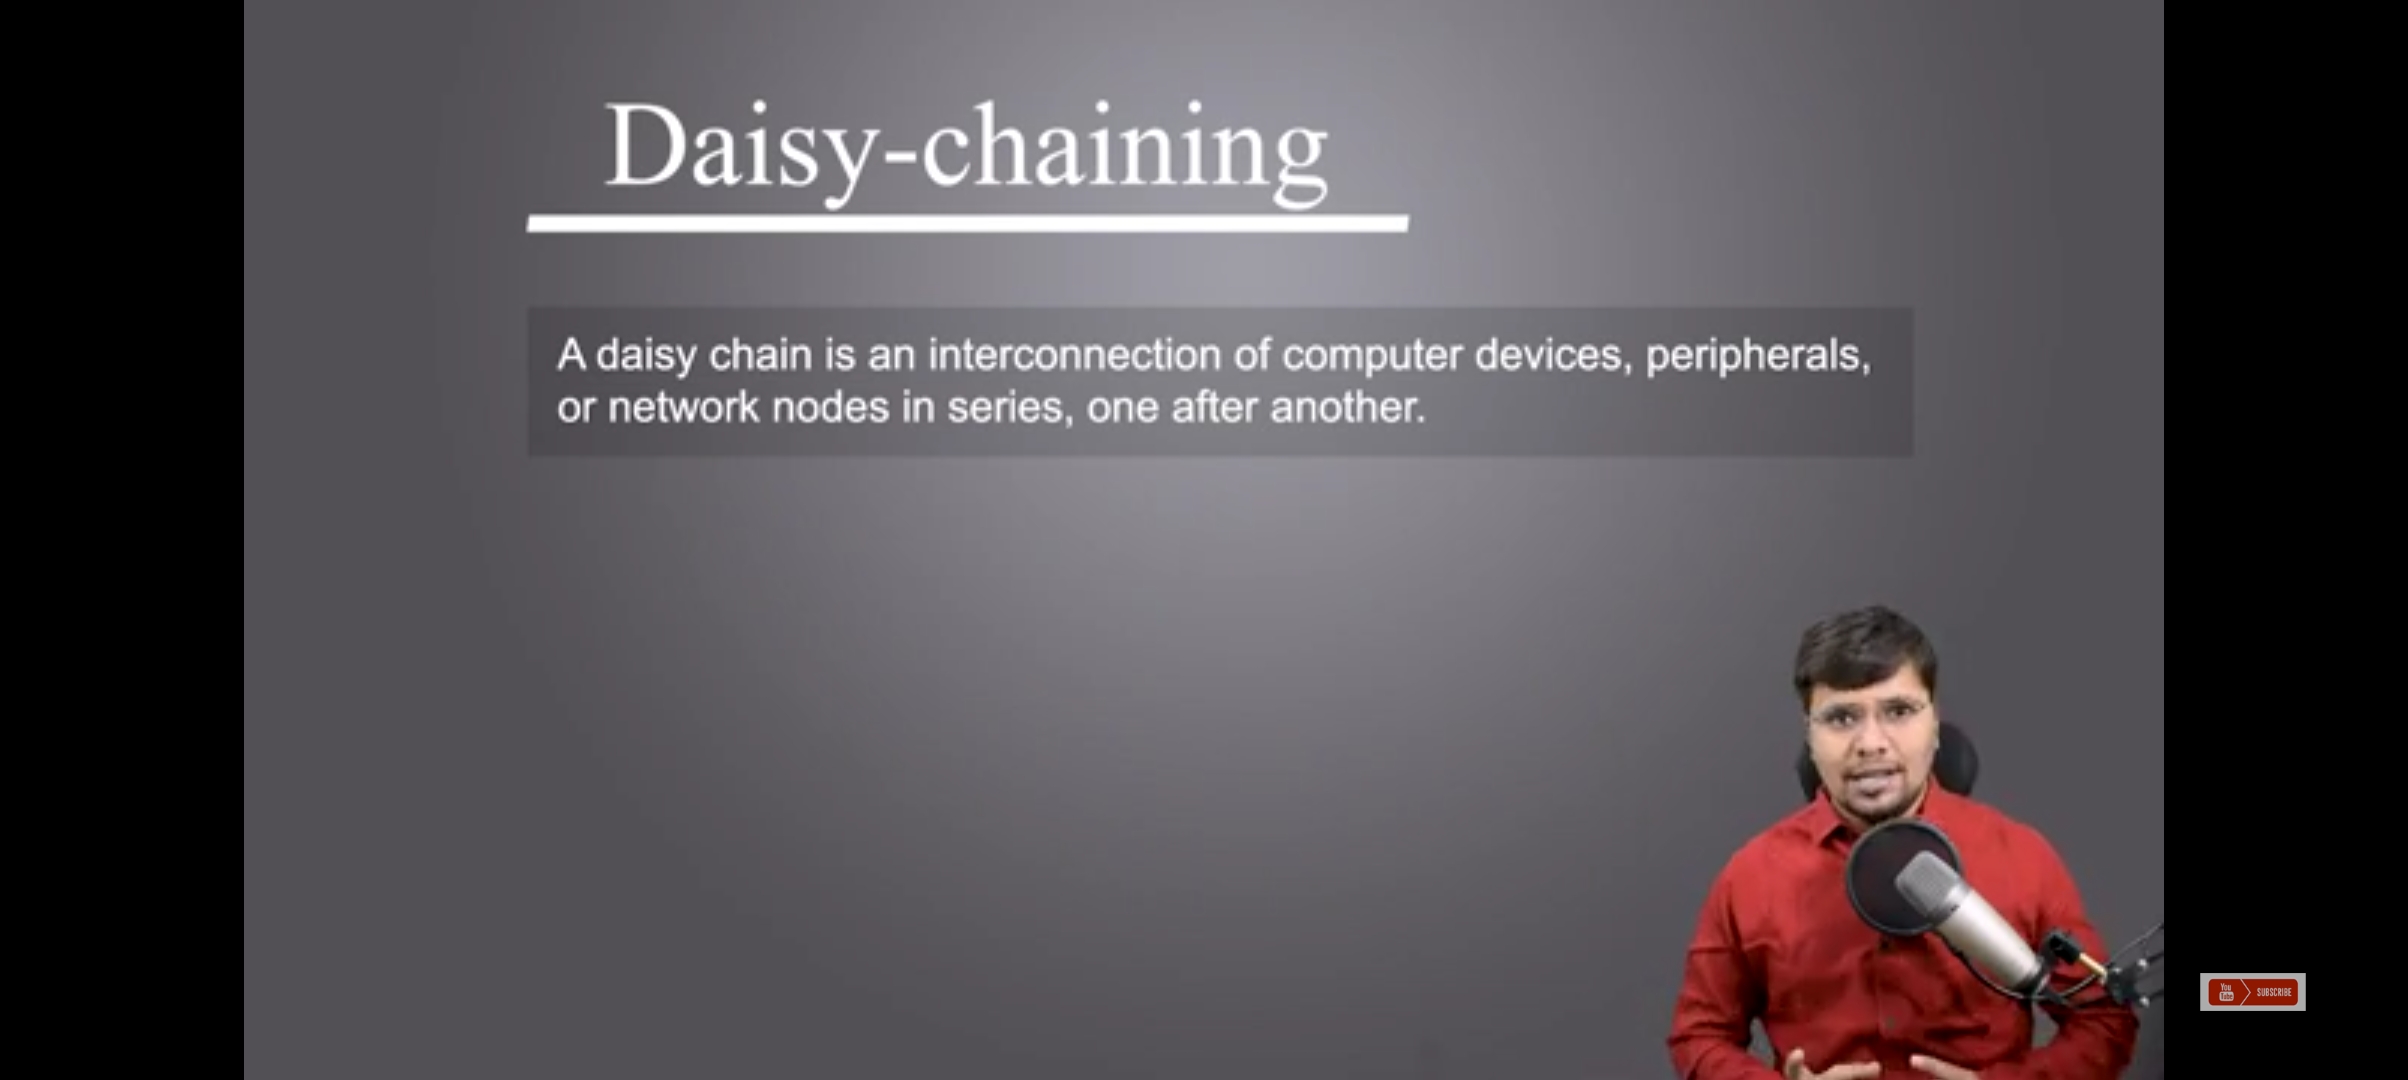 Daisy-chaining
A daisy chain is an interconnection of computer devices, peripherals,
or network nodes in series, one after another.
You
Tube
SUBSCRIBE